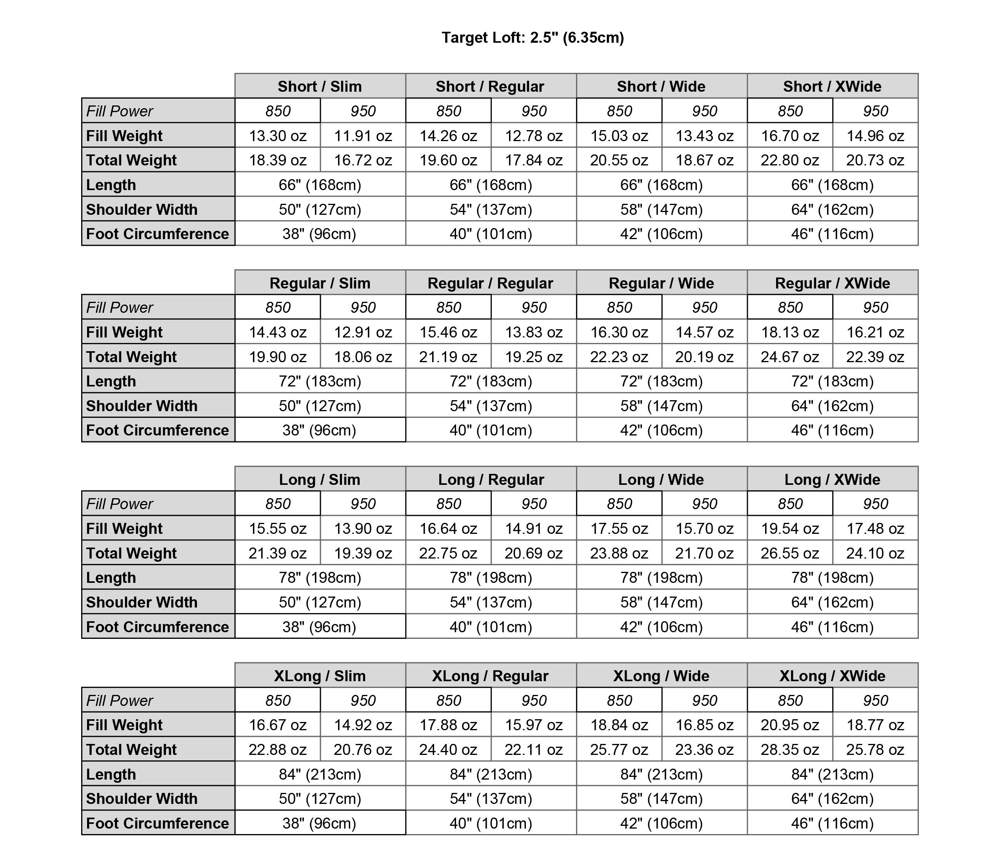 Target Loft: 2.5" (6.35cm)
Short / Slim Short / Regular Short / Wide Short / XWide
Fill Power 850 950 850 950 850 950 850 950
Fill Weight 13.30 oz 11.91 oz 14.26 oz 12.78 oz 15.03 oz 13.43 oz 16.70 oz 14.96 oz
Total Weight 18.39 oz 16.72 oz 19.60 oz 17.84 oz 20.55 oz 18.67 oz 22.80 oz 20.73 oz
Length 66" (168cm) 66" (168cm) 66" (168cm) 66" (168cm)
Shoulder Width 50" (127cm) 54" (137cm) 58" (147cm) 64" (162cm)
Foot Circumference 38" (96cm) 40" (101cm) 42" (106cm) 46" (116cm)
Regular / Slim Regular / Regular Regular / Wide Regular / XWide
Fill Power 850 950 850 950 850 950 850 950
Fill Weight 14.43 oz 12.91 oz 15.46 oz 13.83 oz 16.30 oz 14.57 oz 18.13 oz 16.21 oz
Total Weight 19.90 oz 18.06 oz 21.19 oz 19.25 oz 22.23 oz 20.19 oz 24.67 oz 22.39 oz
Length 72" (183cm) 72" (183cm) 72" (183cm) 72" (183cm)
Shoulder Width 50" (127cm) 54" (137cm) 58" (147cm) 64" (162cm)
Foot Circumference 38" (96cm) 40" (101cm) 42" (106cm) 46" (116cm)
Long / Slim Long / Regular Long / Wide Long / XWide
Fill Power 850 950 850 950 850 950 850 950
Fill Weight 15.55 oz 13.90 oz 16.64 oz 14.91 oz 17.55 oz 15.70 oz 19.54 oz 17.48 oz
Total Weight 21.39 oz 19.39 oz 22.75 oz 20.69 oz 23.88 oz 21.70 oz 26.55 oz 24.10 oz
Length 78" (198cm) 78" (198cm) 78" (198cm) 78" (198cm)
Shoulder Width 50" (127cm) 54" (137cm) 58" (147cm) 64" (162cm)
Foot Circumference 38" (96cm) 40" (101cm) 42" (106cm) 46" (116cm)
XLong / Slim XLong / Regular XLong / Wide XLong / XWide
Fill Power 850 950 850 950 850 950 850 950
Fill Weight 16.67 oz 14.92 oz 17.88 oz 15.97 oz 18.84 oz 16.85 oz 20.95 oz 18.77 oz
Total Weight 22.88 oz 20.76 oz 24.40 oz 22.11 oz 25.77 oz 23.36 oz 28.35 oz 25.78 oz
Length 84" (213cm) 84" (213cm) 84" (213cm) 84" (213cm)
Shoulder Width 50" (127cm) 54" (137cm) 58" (147cm) 64" (162cm)
Foot Circumference 38" (96cm) 40" (101cm) 42" (106cm) 46" (116cm)